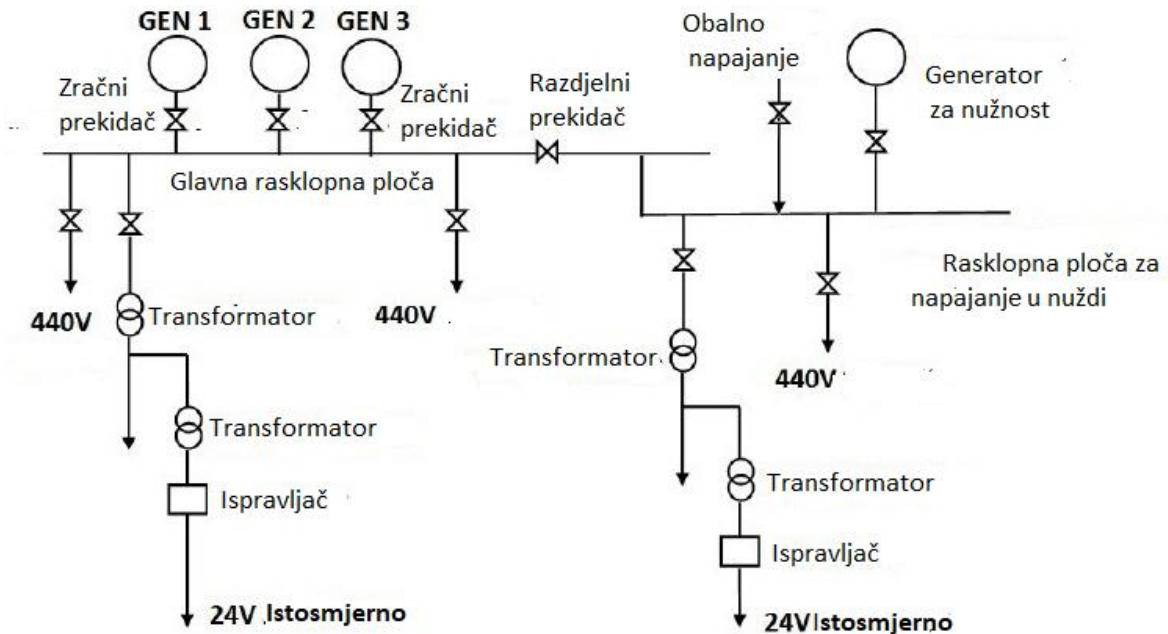 GEN 1
GEN 2
GEN 3
Obalno
napajanje
Generator
za nužnost
Zračni
prekidač
Zračni
prekidač
Razdjelni
prekidač
Glavna rasklopna ploča
Rasklopna ploča za
napajanje u nuždi
440V
Transformator
440V
Transformator
440V
Transformator
Transformator
Ispravljač
Ispravljač
24V Istosmjerno
24V Istosmjerno